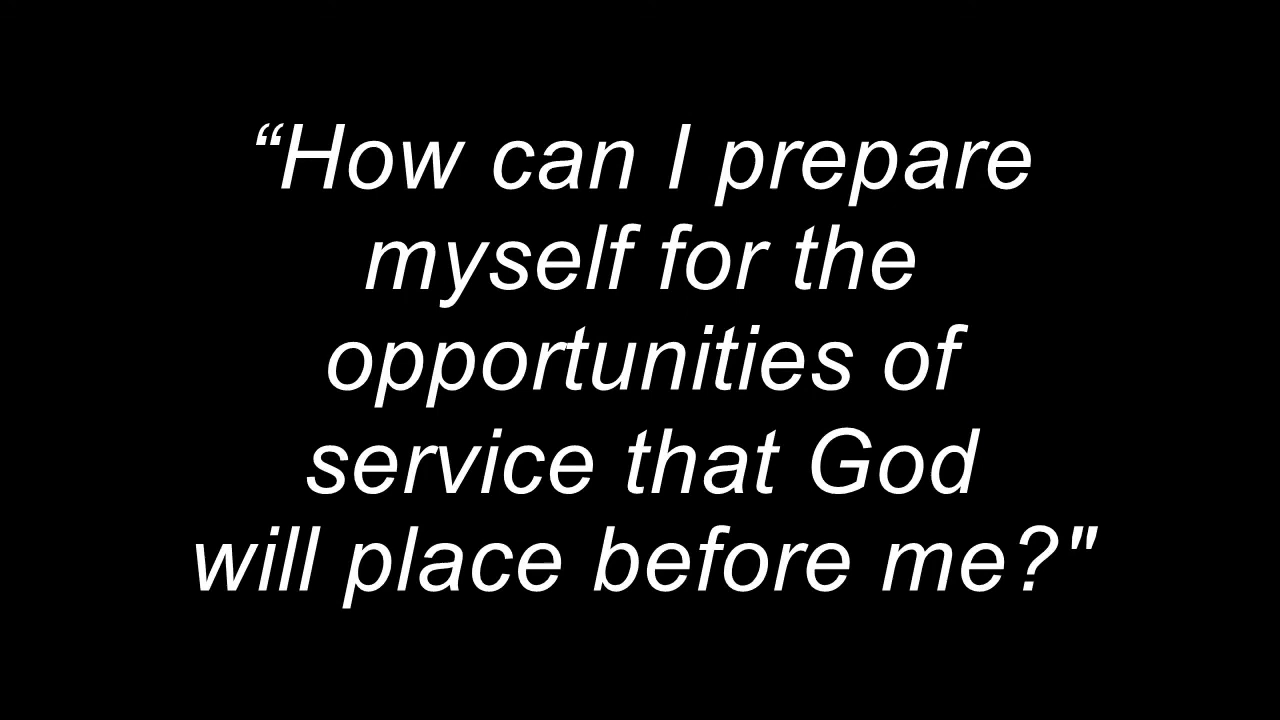 “How can I prepare
myself for the
opportunities of
service that God
will place before me?"